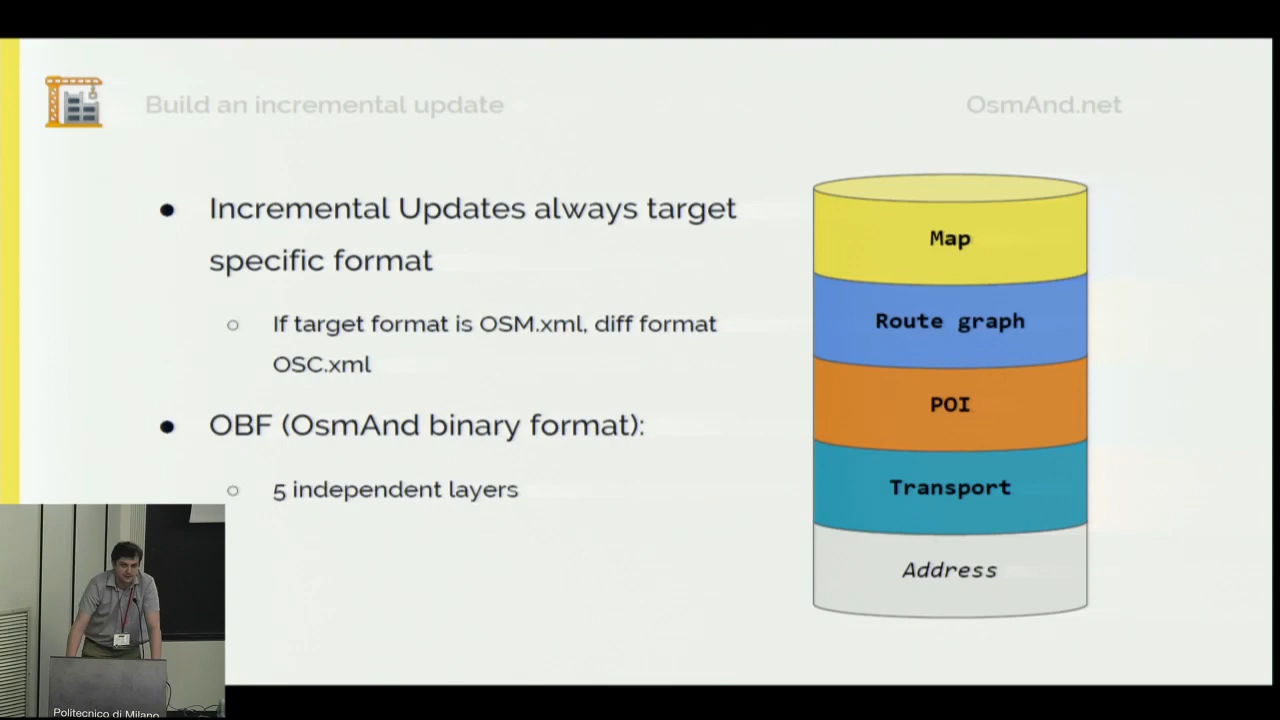 Build an incremental update
OsmAnd.net
● Incremental Updates always target
specific format
○ If target format is OSM.xml, diff format
OSC.xml
● OBF (OsmAnd binary format):
○ 5 independent layers
Map
Route graph
POI
Transport
Address
Politecnico di Milano